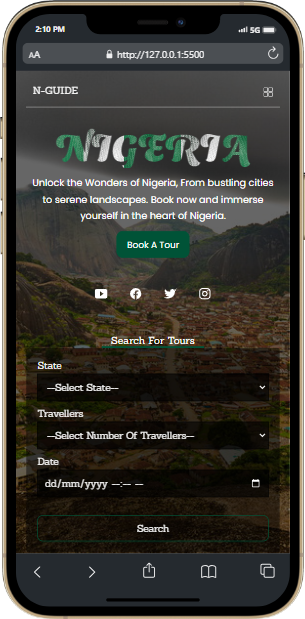 2:10 PM 5G
AA http://127.0.0.1:5500
N-GUIDE
NIGERIA
Unlock the Wonders of Nigeria, From bustling cities
to serene landscapes. Book now and immerse
yourself in the heart of Nigeria.
Book A Tour
Search For Tours
State
---Select State---
Travellers
---Select Number Of Travellers---
Date
dd/mm/yyyy --:-- --
Search